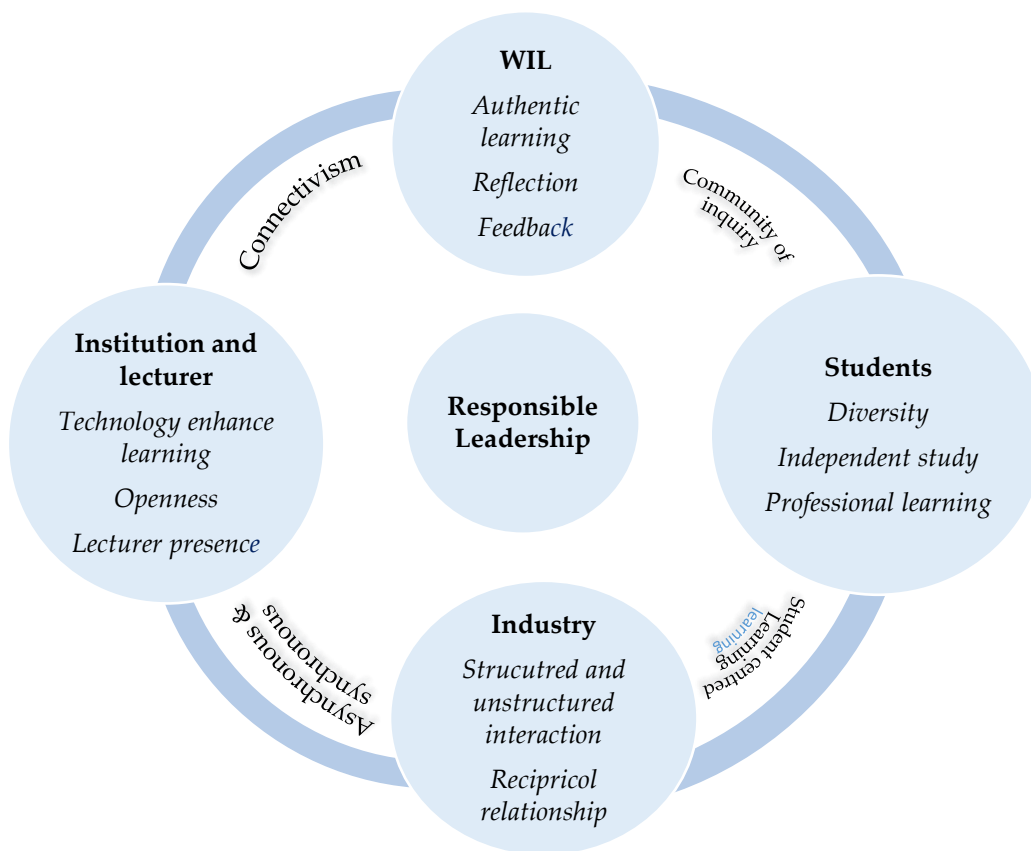 WIL
Authentic
learning
Reflection
Feedback
Connectivism
Community of
inquiry
Institution and
lecturer
Technology enhance
learning
Openness
Lecturer presence
Responsible
Leadership
Students
Diversity
Independent study
Professional learning
Asynchronous &
synchronous
Industry
Strucutred and
unstructured
interaction
Recipricol
relationship
Student centred
Learning
learning